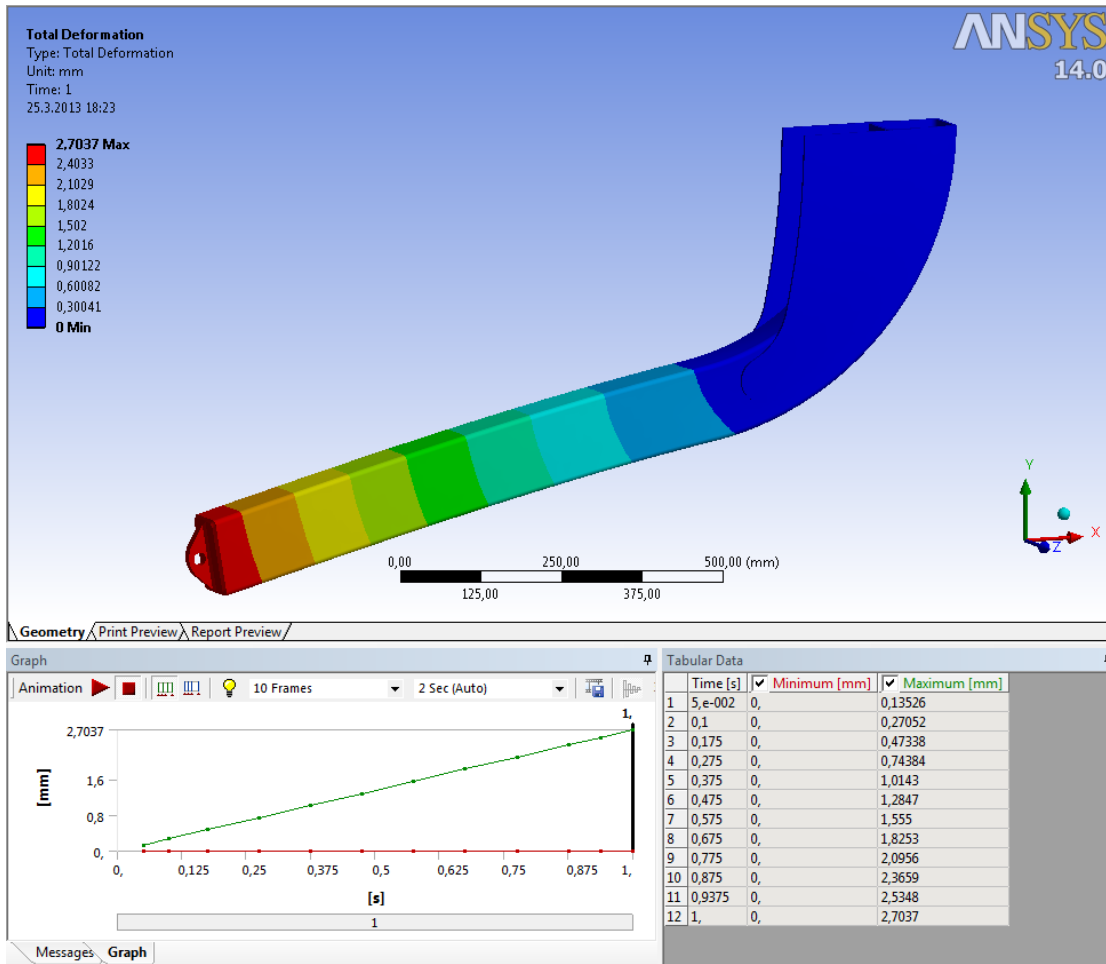 Total Deformation
Type: Total Deformation
Unit: mm
Time: 1
25.3.2013 18:23
ANSYS
14.0
2,7037 Max
2,4033
2,1029
1,8024
1,502
1,2016
0,90122
0,60082
0,30041
0 Min
Y
X
Z
0,00 250,00 500,00 (mm)
125,00 375,00
Geometry Print Preview Report Preview
Graph
Animation 10 Frames 2 Sec (Auto)
1,
2,7037
1,6
0,8
0,
[mm]
0, 0,125 0,25 0,375 0,5 0,625 0,75 0,875 1,
[s]
1
Messages Graph
Tabular Data
Time [s] Minimum [mm] Maximum [mm]
1 5,e-002 0, 0,13526
2 0,1 0, 0,27052
3 0,175 0, 0,47338
4 0,275 0, 0,74384
5 0,375 0, 1,0143
6 0,475 0, 1,2847
7 0,575 0, 1,555
8 0,675 0, 1,8253
9 0,775 0, 2,0956
10 0,875 0, 2,3659
11 0,9375 0, 2,5348
12 1, 0, 2,7037